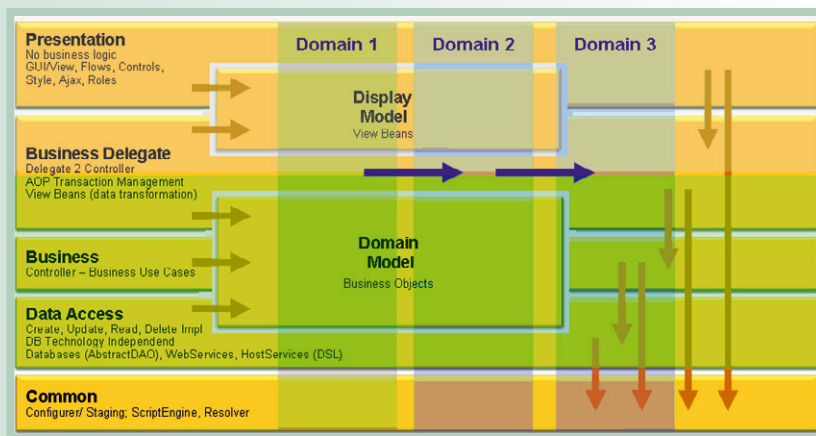 Presentation
No business logic
GUI/View, Flows, Controls,
Style, Ajax, Roles
Domain 1
Domain 2
Domain 3
Display
Model
View Beans
Business Delegate
Delegate 2 Controller
AOP Transaction Management
View Beans (data transformation)
Domain
Model
Business Objects
Business
Controller – Business Use Cases
Data Access
Create, Update, Read, Delete Impl
DB Technology Independend
Databases (AbstractDAO), WebServices, HostServices (DSL)
Common
Configurer/ Staging; ScriptEngine, Resolver